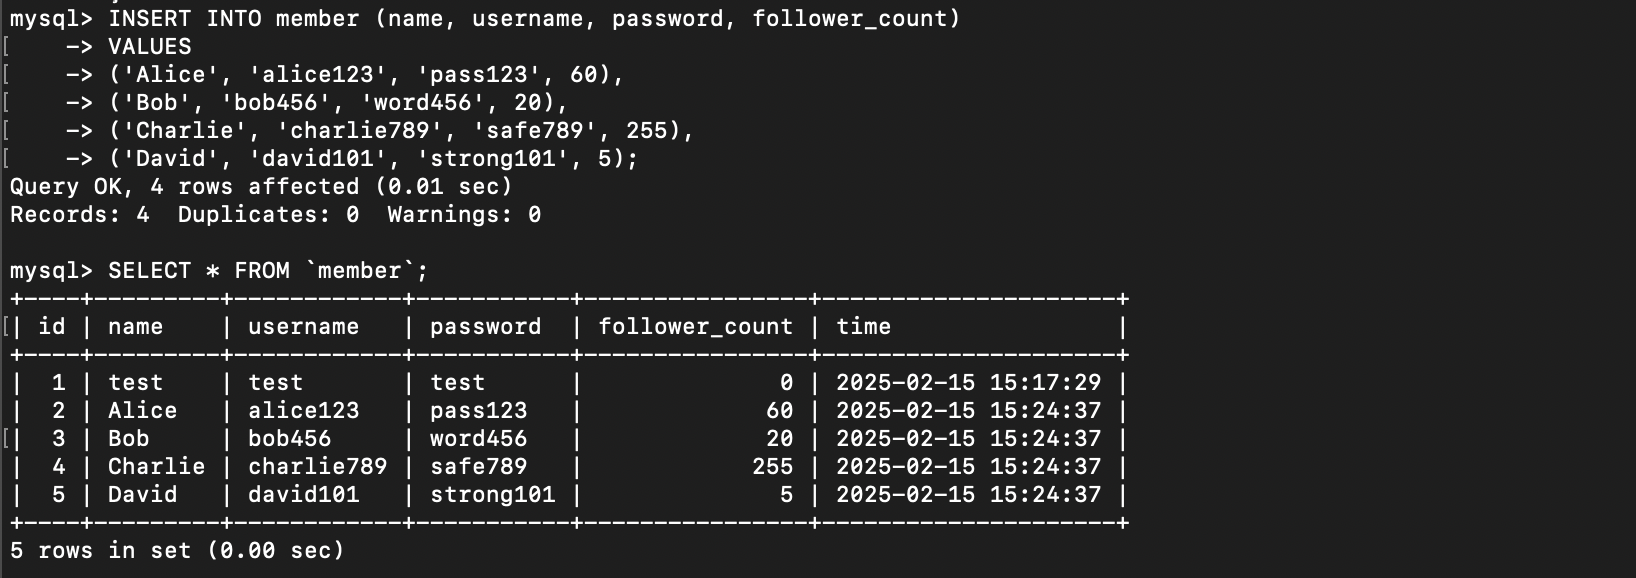 mysql> INSERT INTO member (name, username, password, follower_count)
    -> VALUES
    -> ('Alice', 'alice123', 'pass123', 60),
    -> ('Bob', 'bob456', 'word456', 20),
    -> ('Charlie', 'charlie789', 'safe789', 255),
    -> ('David', 'david101', 'strong101', 5);
Query OK, 4 rows affected (0.01 sec)
Records: 4  Duplicates: 0  Warnings: 0

mysql> SELECT * FROM `member`;
+----+---------+------------+-----------+----------------+---------------------+
| id | name    | username   | password  | follower_count | time                |
+----+---------+------------+-----------+----------------+---------------------+
|  1 | test    | test       | test      |              0 | 2025-02-15 15:17:29 |
|  2 | Alice   | alice123   | pass123   |             60 | 2025-02-15 15:24:37 |
|  3 | Bob     | bob456     | word456   |             20 | 2025-02-15 15:24:37 |
|  4 | Charlie | charlie789 | safe789   |            255 | 2025-02-15 15:24:37 |
|  5 | David   | david101   | strong101 |              5 | 2025-02-15 15:24:37 |
+----+---------+------------+-----------+----------------+---------------------+
5 rows in set (0.00 sec)